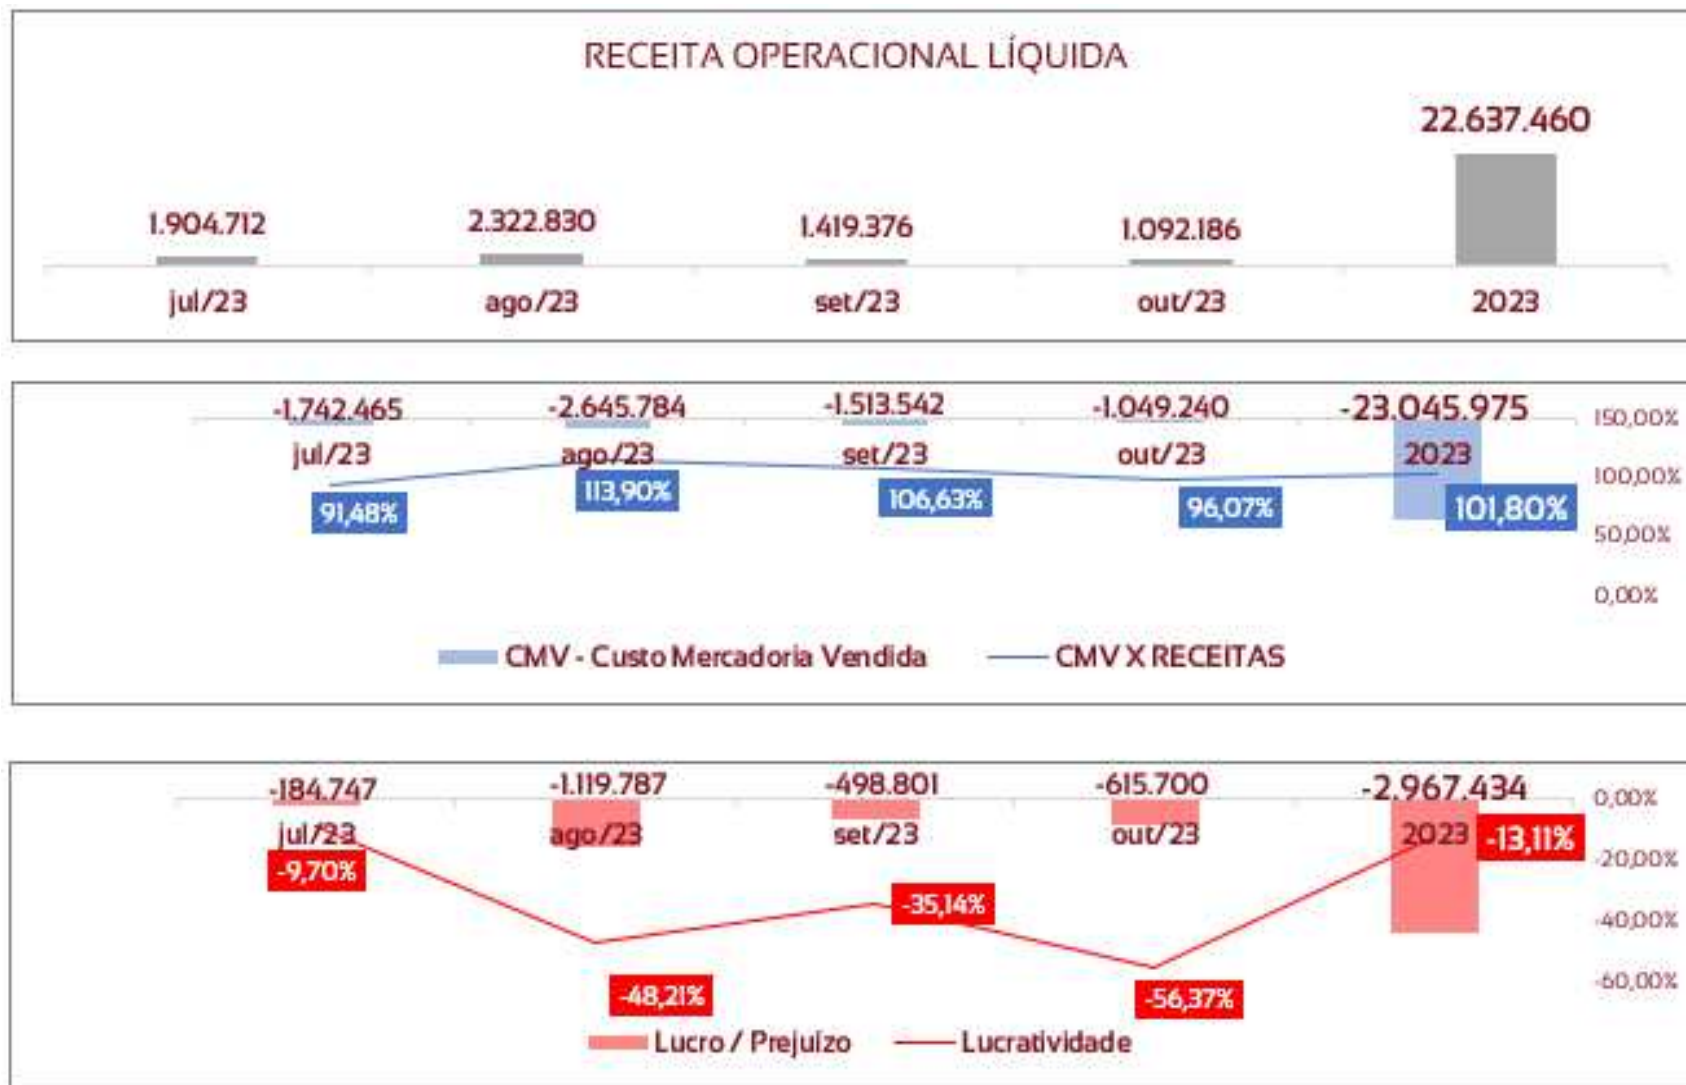 RECEITA OPERACIONAL LÍQUIDA
22.637.460
1.904.712 2.322.830 1.419.376 1.092.186
jul/23 ago/23 set/23 out/23 2023
-1.742.465 -2.645.784 -1.513.542 -1.049.240 -23.045.975 150,00%
jul/23 ago/23 set/23 out/23 2023
100,00%
91,48% 113,90% 106,63% 96,07% 101,80%
50,00%
0,00%
CMV - Custo Mercadoria Vendida CMV X RECEITAS
-184.747 -1.119.787 -498.801 -615.700 -2.967.434 0,00%
jul/23 ago/23 set/23 out/23 2023 -13,11%
-9,70% -20,00%
-35,14% -40,00%
-48,21% -56,37% -60,00%
Lucro / Prejuízo Lucratividade